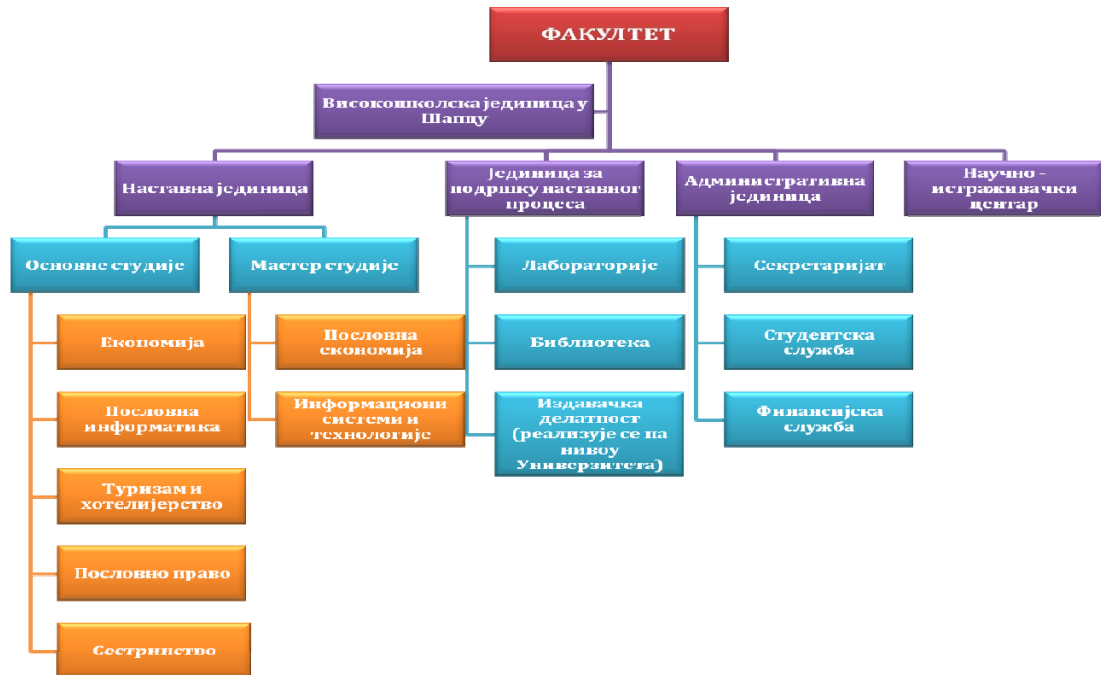 ФАКУЛТЕТ
Високошколска јединица у
Шапцу
Наставна јединица
Јединица за
подршку наставног
процеса
Административна
јединица
Научно -
истраживачки
центар
Основне студије
Мастер студије
Лабораторије
Секретаријат
Економија
Пословна
економија
Библиотека
Студентска
служба
Пословна
информатика
Информациони
системи и
технологије
Издавачка
делатност
(реализује се на
нивоу
Универзитета)
Финансијска
служба
Туризам и
хотелијерство
Пословно право
Сестринство